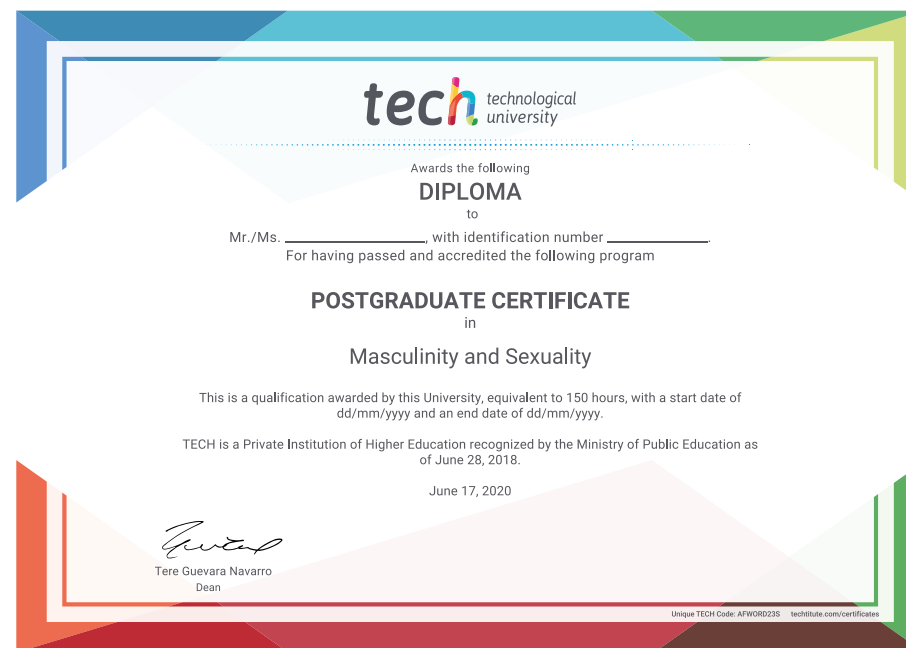 tech technological
university
Awards the following
DIPLOMA
to
Mr./Ms. ____________________, with identification number ______________.
For having passed and accredited the following program
POSTGRADUATE CERTIFICATE
in
Masculinity and Sexuality
This is a qualification awarded by this University, equivalent to 150 hours, with a start date of
dd/mm/yyyy and an end date of dd/mm/yyyy.
TECH is a Private Institution of Higher Education recognized by the Ministry of Public Education as
of June 28, 2018.
June 17, 2020
Tere Guevara Navarro
Dean
Unique TECH Code: AFWORD23S techtitute.com/certificates